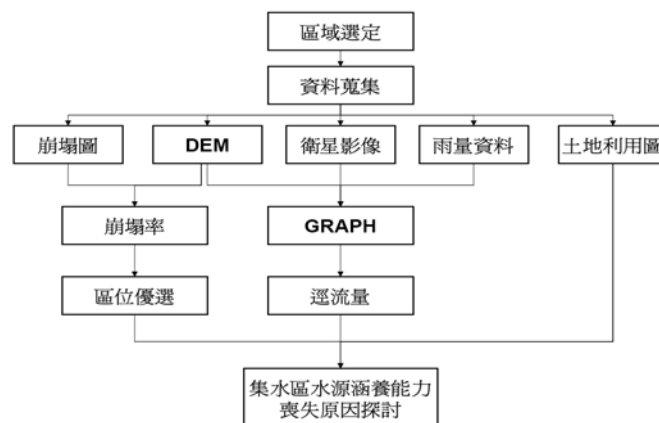 區域選定
資料蒐集
崩塌圖
DEM
衛星影像
雨量資料
土地利用圖
崩塌率
GRAPH
區位優選
逕流量
集水區水源涵養能力
喪失原因探討